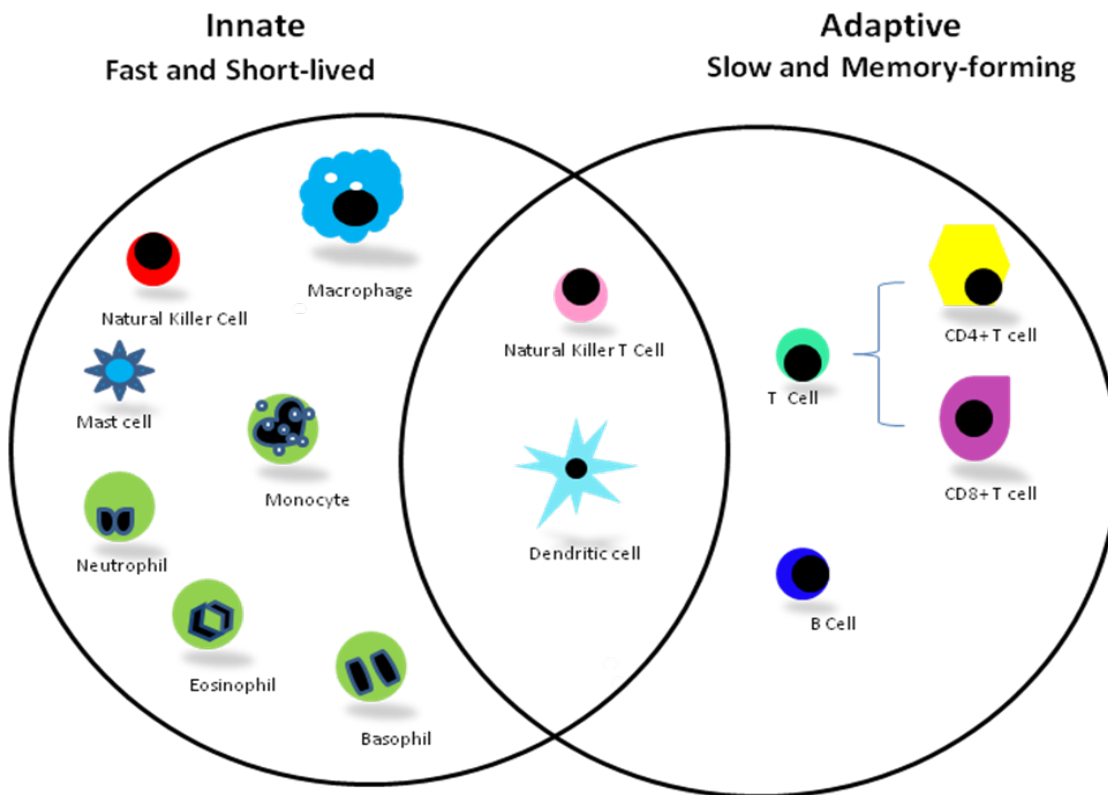 Innate
Fast and Short-lived
Adaptive
Slow and Memory-forming
Macrophage
Natural Killer Cell
Mast cell
Monocyte
Neutrophil
Eosinophil
Basophil
Natural Killer T Cell
Dendritic cell
T Cell
CD4+ T cell
CD8+ T cell
B Cell